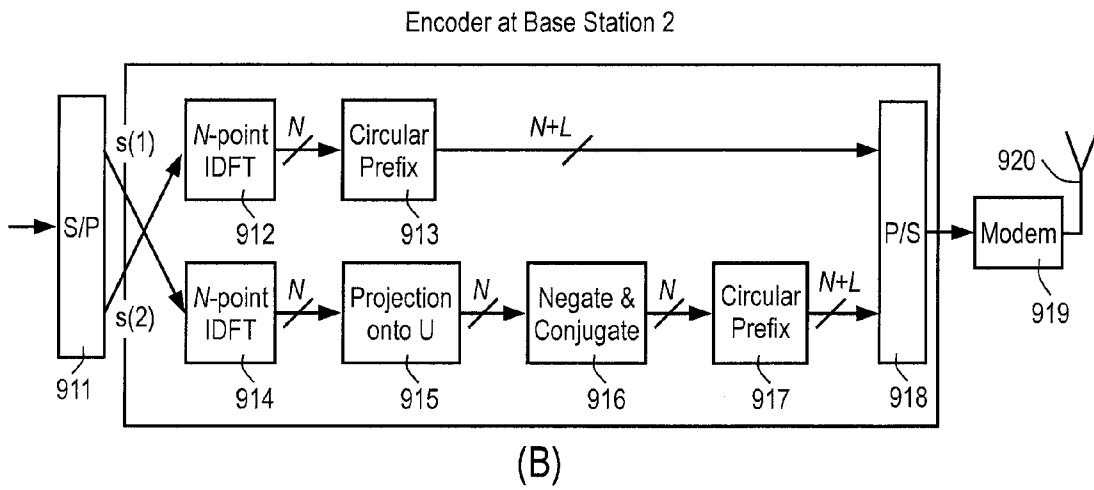 Encoder at Base Station 2
S/P
911
s(1)
s(2)
N-point
IDFT
912
N
Circular
Prefix
913
N+L
N-point
IDFT
914
N
Projection
onto U
915
N
Negate &
Conjugate
916
N
Circular
Prefix
917
N+L
P/S
918
Modem
919
920
(B)